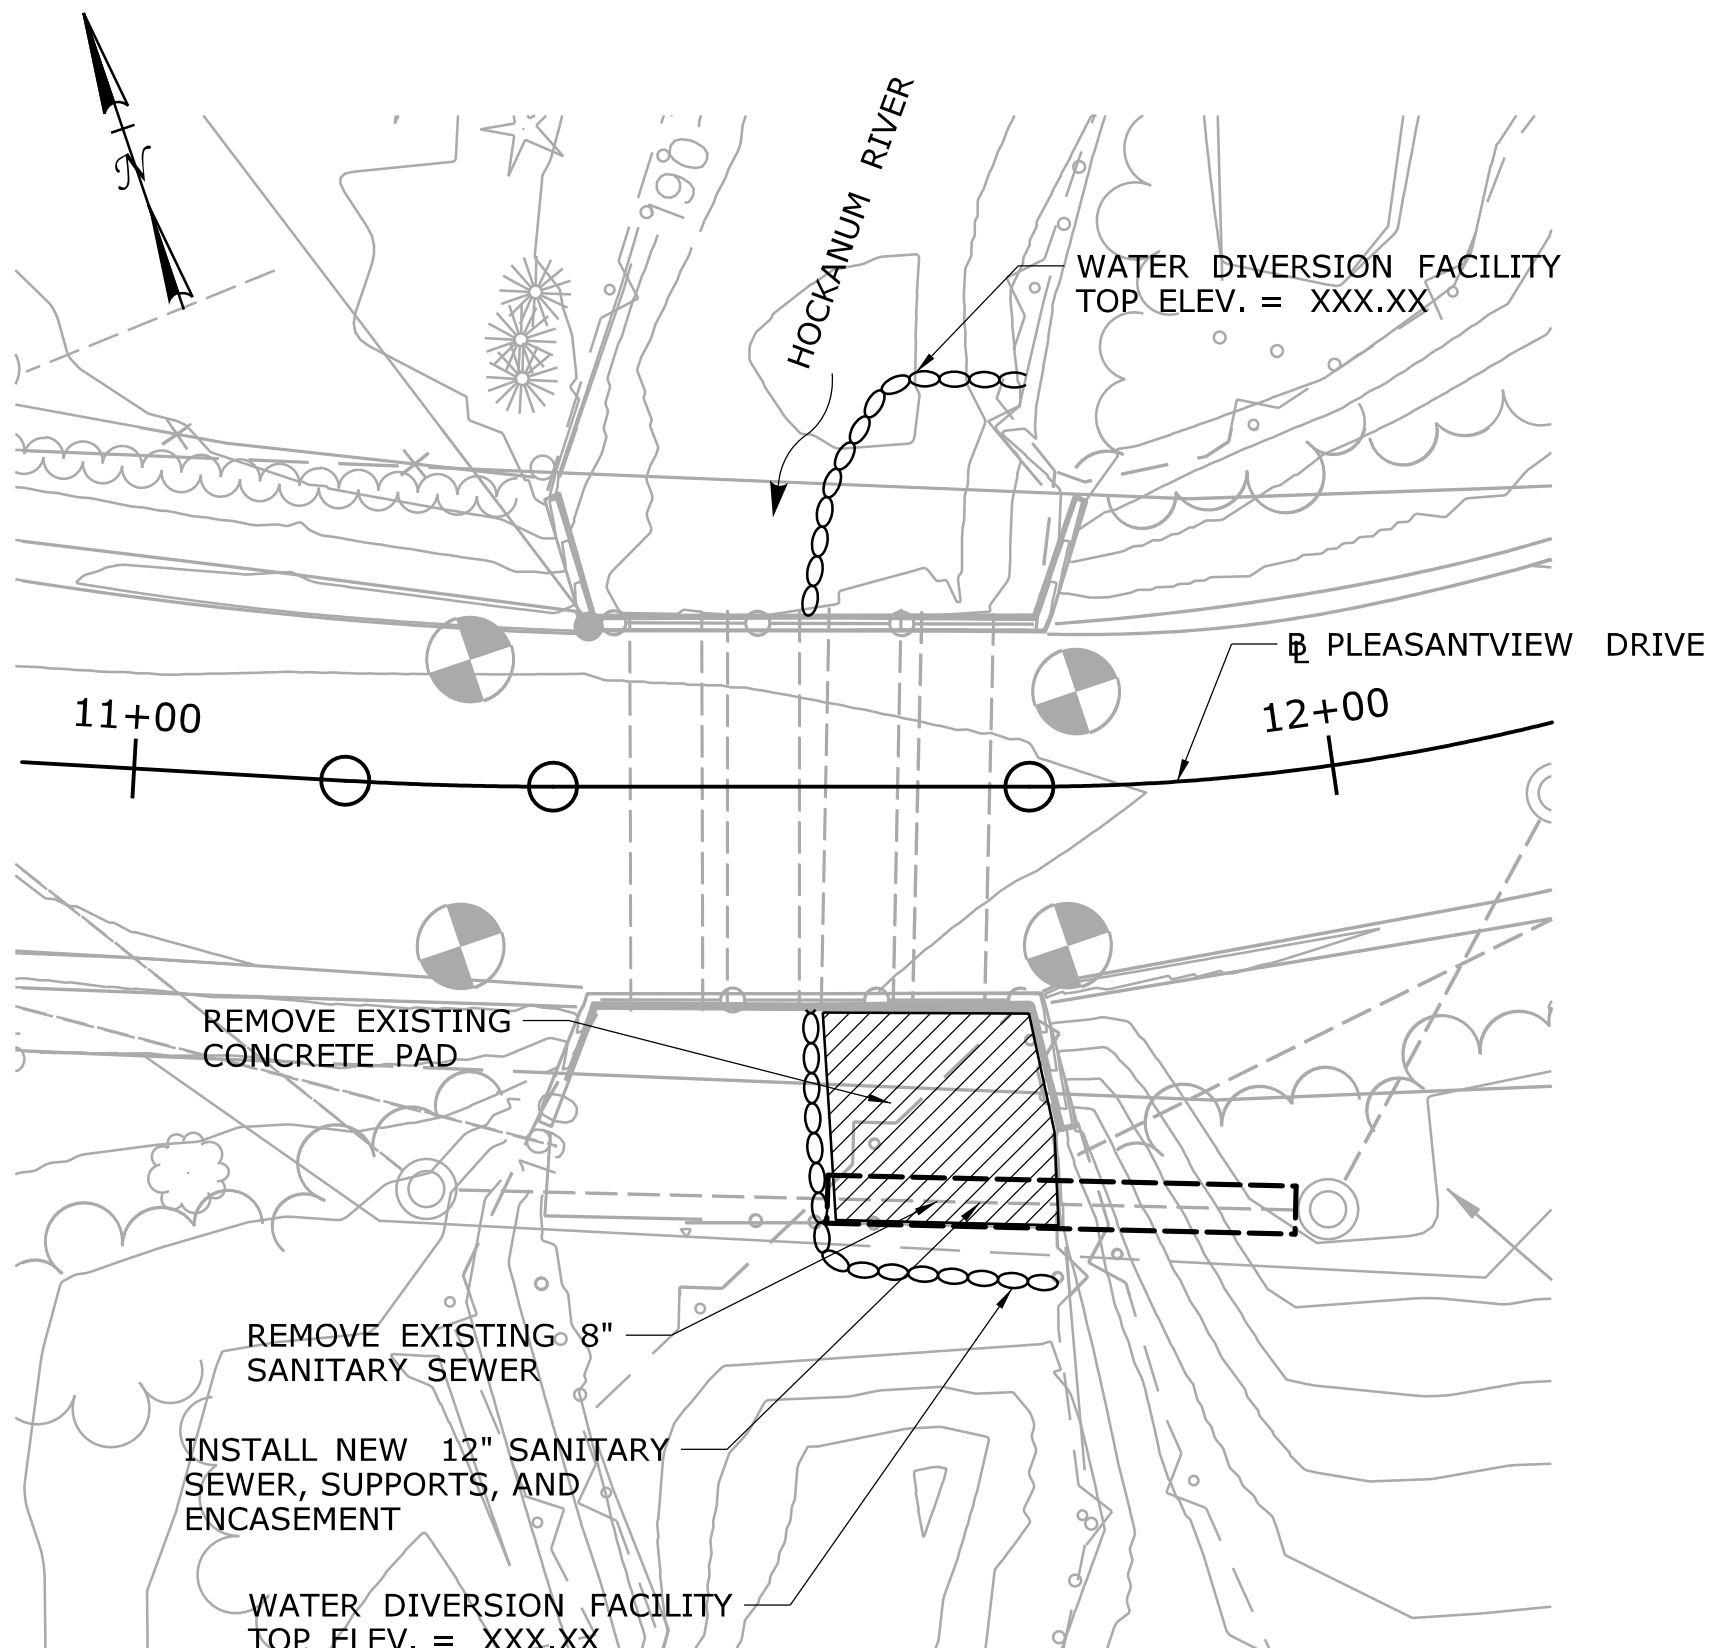 N
190
HOCKANUM RIVER
WATER DIVERSION FACILITY
TOP ELEV. = XXX.XX
BL PLEASANTVIEW DRIVE
11+00
12+00
REMOVE EXISTING
CONCRETE PAD
REMOVE EXISTING 8"
SANITARY SEWER
INSTALL NEW 12" SANITARY
SEWER, SUPPORTS, AND
ENCASEMENT
WATER DIVERSION FACILITY
TOP ELEV. = XXX.XX